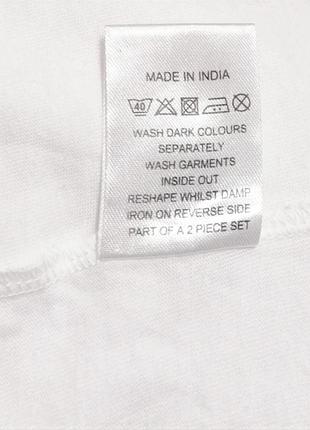 MADE IN INDIA
40
WASH DARK COLOURS
SEPARATELY
WASH GARMENTS
INSIDE OUT
RESHAPE WHILST DAMP
IRON ON REVERSE SIDE
PART OF A 2 PIECE SET